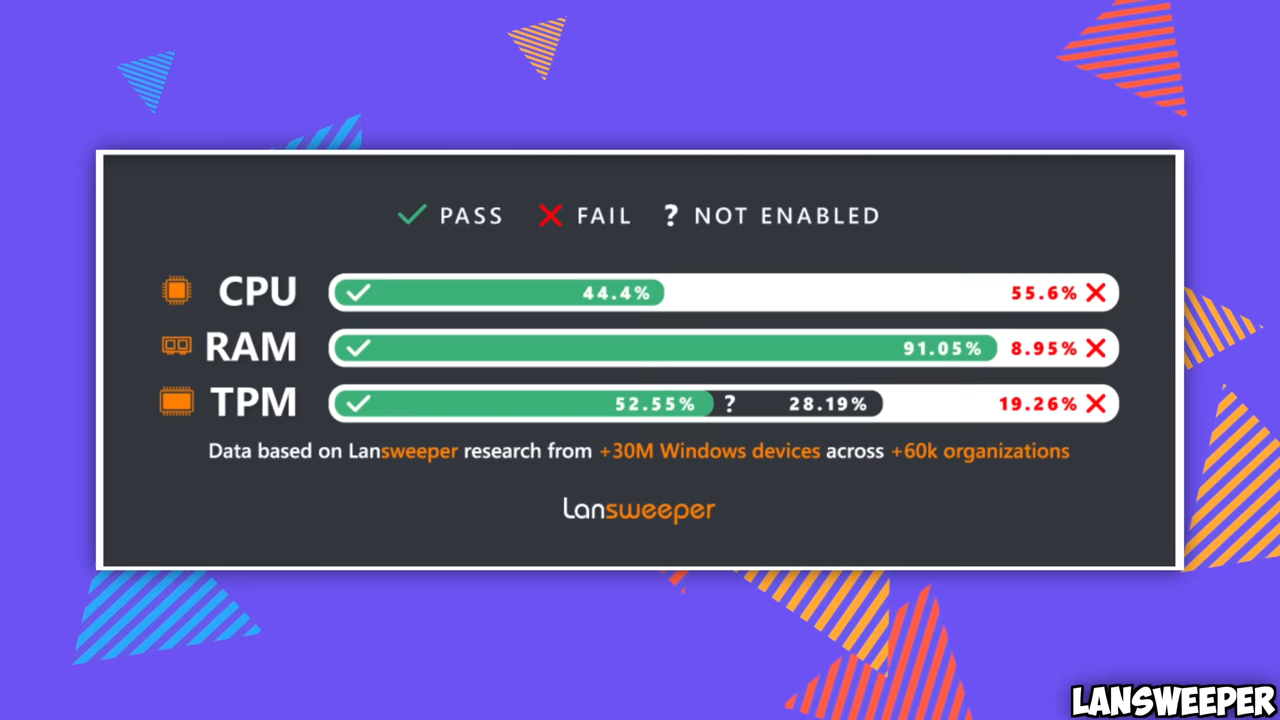 PASS FAIL ? NOT ENABLED
CPU 44.4% 55.6%
RAM 91.05% 8.95%
TPM 52.55% ? 28.19% 19.26%
Data based on Lansweeper research from +30M Windows devices across +60k organizations
Lansweeper
LANSWEEPER